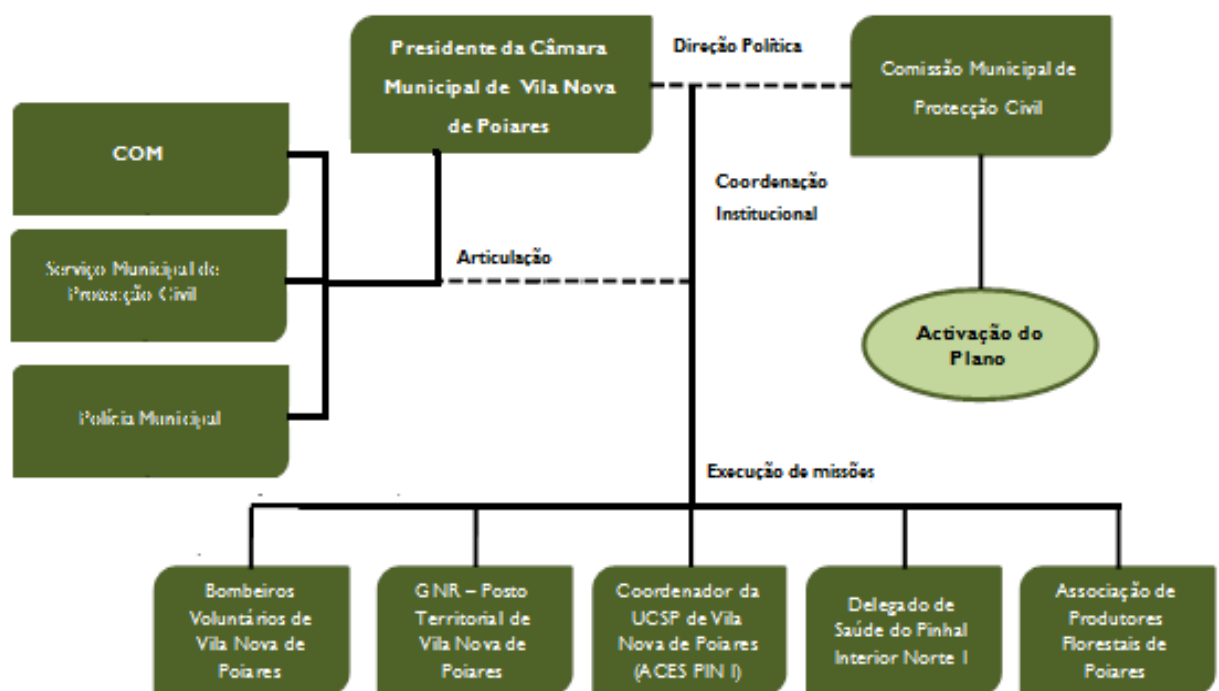 Presidente da Câmara
Municipal de Vila Nova
de Poiares
Direção Política
Comissão Municipal de
Protecção Civil
COM
Coordenação
Institucional
Serviço Municipal de
Protecção Civil
Articulação
Activação do
Plano
Polícia Municipal
Execução de missões
Bombeiros
Voluntários de
Vila Nova de
Poiares
GNR – Posto
Territorial de
Vila Nova de
Poiares
Coordenador da
UCSP de Vila
Nova de Poiares
(ACES PIN I)
Delegado de
Saúde do Pinhal
Interior Norte I
Associação de
Produtores
Florestais de
Poiares